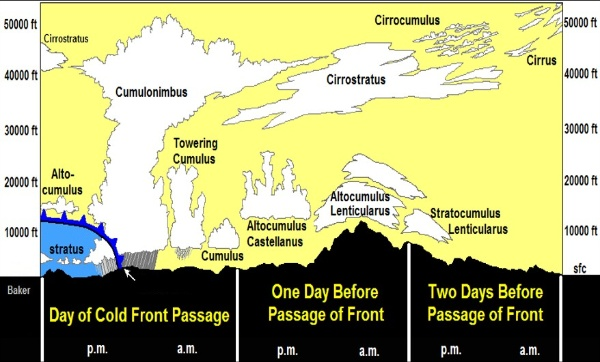 50000 ft
40000 ft
30000 ft
20000 ft
10000 ft
Cirrostratus
Cumulonimbus
Cirrocumulus
Cirrus
Cirrostratus
Towering
Cumulus
Alto-
cumulus
Altocumulus
Lenticularus
Altocumulus
Castellanus
Stratocumulus
Lenticularus
stratus
Cumulus
50000 ft
40000 ft
30000 sfc
20000 ft
10000 ft
sfc
Baker
Day of Cold Front Passage
p.m.
a.m.
One Day Before
Passage of Front
p.m.
a.m.
Two Days Before
Passage of Front
p.m.
a.m.